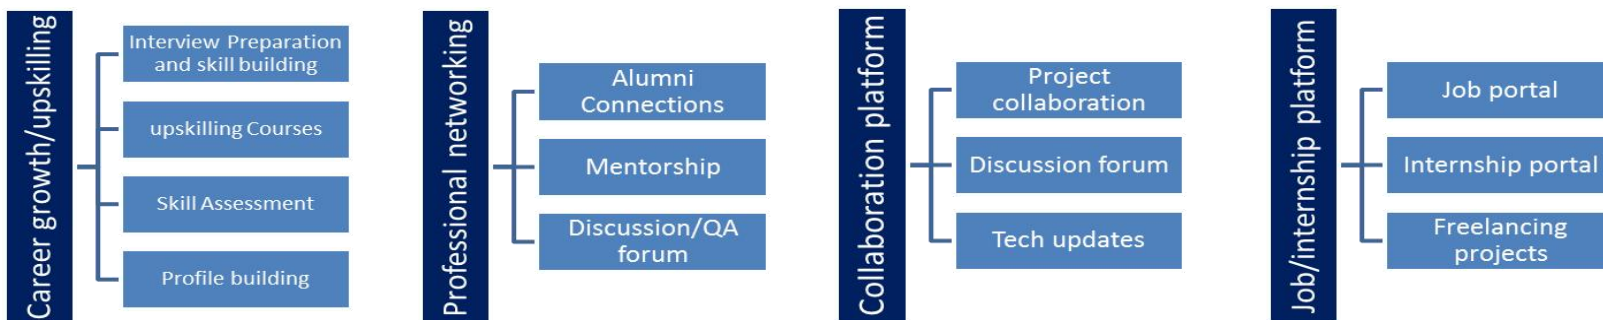 Career growth/upskilling
Interview Preparation
and skill building
upskilling Courses
Skill Assessment
Profile building
Professional networking
Alumni
Connections
Mentorship
Discussion/QA
forum
Collaboration platform
Project
collaboration
Discussion forum
Tech updates
Job/internship platform
Job portal
Internship portal
Freelancing
projects